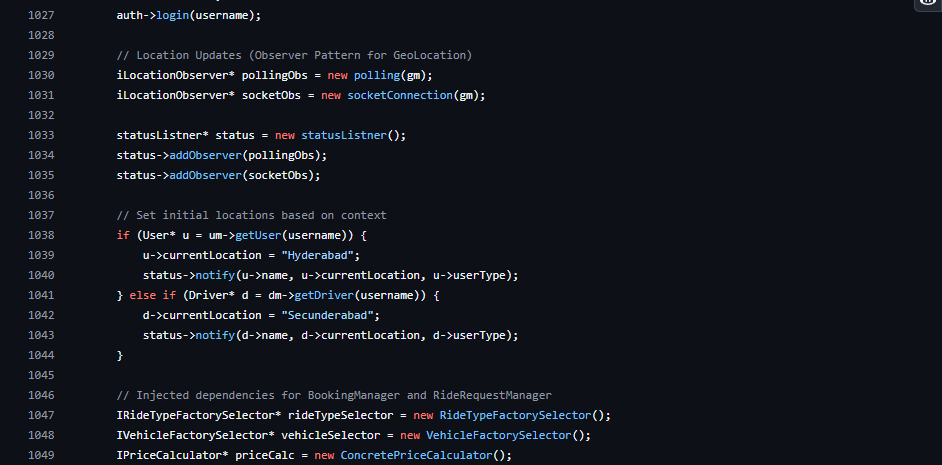 1027 auth->login(username);
1028
1029 // Location Updates (Observer Pattern for GeoLocation)
1030 iLocationObserver* pollingObs = new polling(gm);
1031 iLocationObserver* socketObs = new socketConnection(gm);
1032
1033 statusListner* status = new statusListner();
1034 status->addObserver(pollingObs);
1035 status->addObserver(socketObs);
1036
1037 // Set initial locations based on context
1038 if (User* u = um->getUser(username)) {
1039 u->currentLocation = "Hyderabad";
1040 status->notify(u->name, u->currentLocation, u->userType);
1041 } else if (Driver* d = dm->getDriver(username)) {
1042 d->currentLocation = "Secunderabad";
1043 status->notify(d->name, d->currentLocation, d->userType);
1044 }
1045
1046 // Injected dependencies for BookingManager and RideRequestManager
1047 IRideTypeFactorySelector* rideTypeSelector = new RideTypeFactorySelector();
1048 IVehicleFactorySelector* vehicleSelector = new VehicleFactorySelector();
1049 IPriceCalculator* priceCalc = new ConcretePriceCalculator();